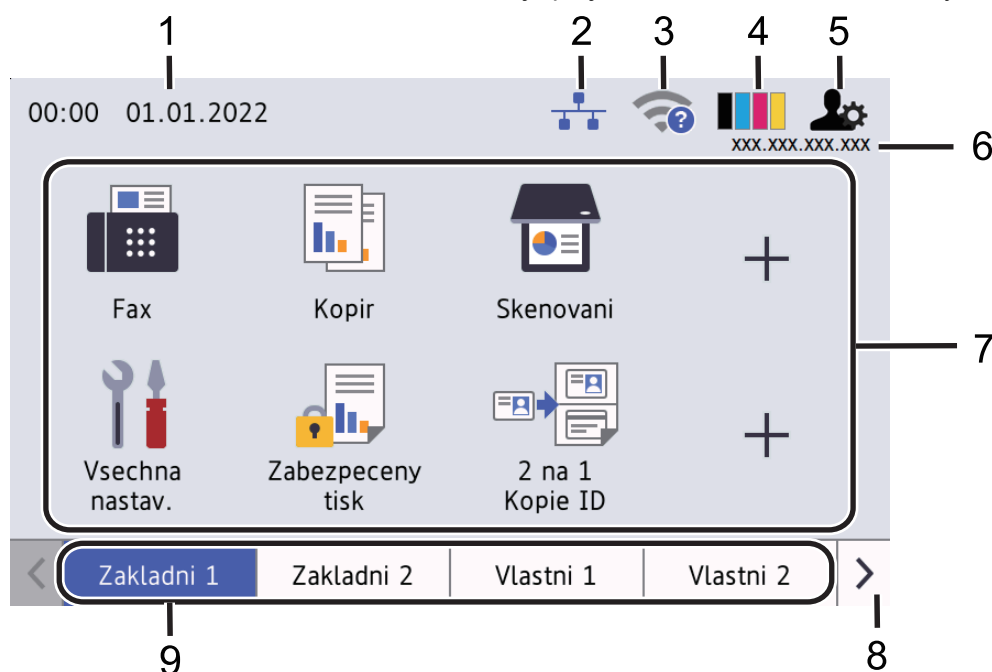 1 2 3 4 5
00:00 01.01.2022
?
XXX.XXX.XXX.XXX 6
Fax Kopir Skenovani
7
Vsechna nastav. Zabezpeceny tisk 2 na 1 Kopie ID
Zakladni 1 Zakladni 2 Vlastni 1 Vlastni 2
9 8